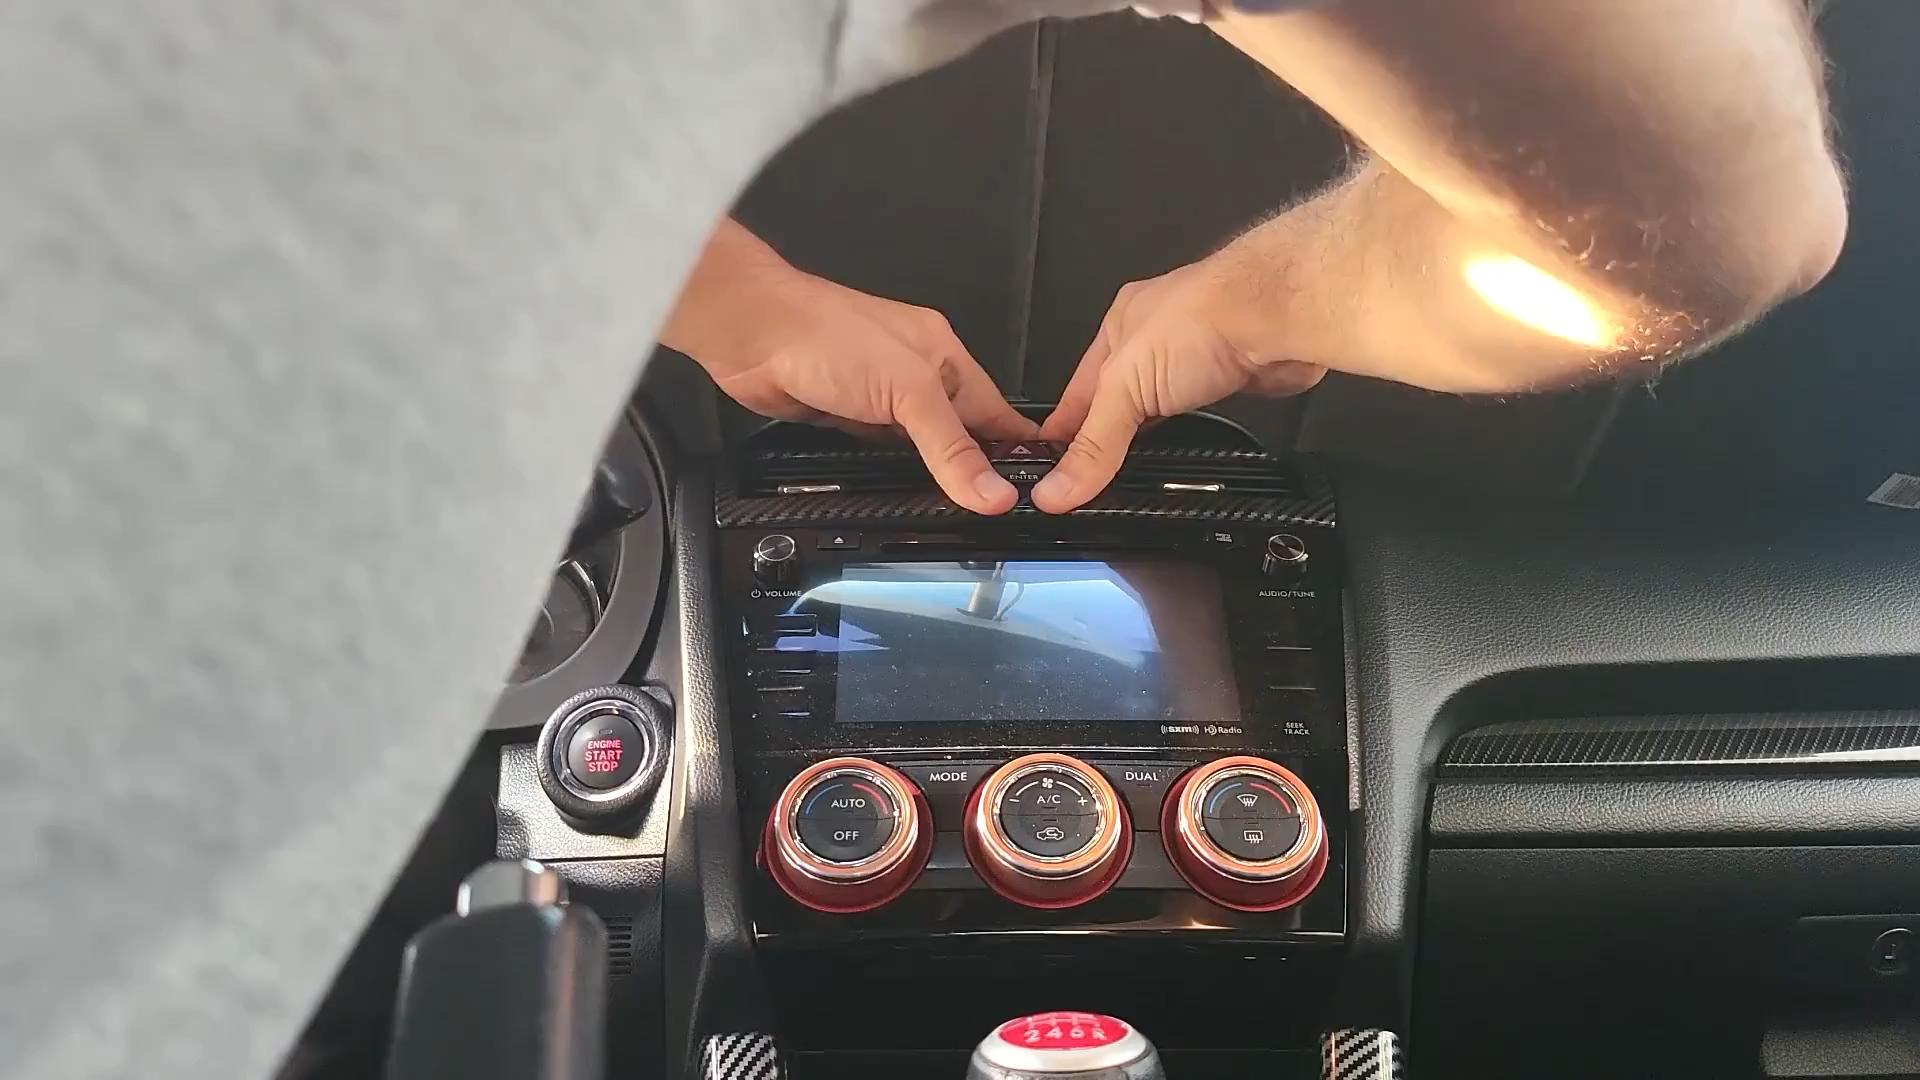 ENTER
VOLUME
AUDIO/TUNE
((sxm)) HD Radio
SEEK
TRACK
ENGINE
START
STOP
MODE
DUAL
AUTO
OFF
- A/C +
2 4 6 R